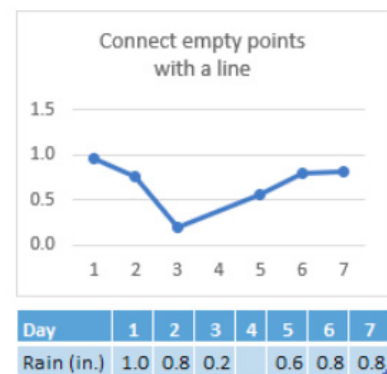 Connect empty points
with a line
1.5
1.0
0.5
0.0
1 2 3 4 5 6 7
Day 1 2 3 4 5 6 7
Rain (in.) 1.0 0.8 0.2 0.6 0.8 0.8